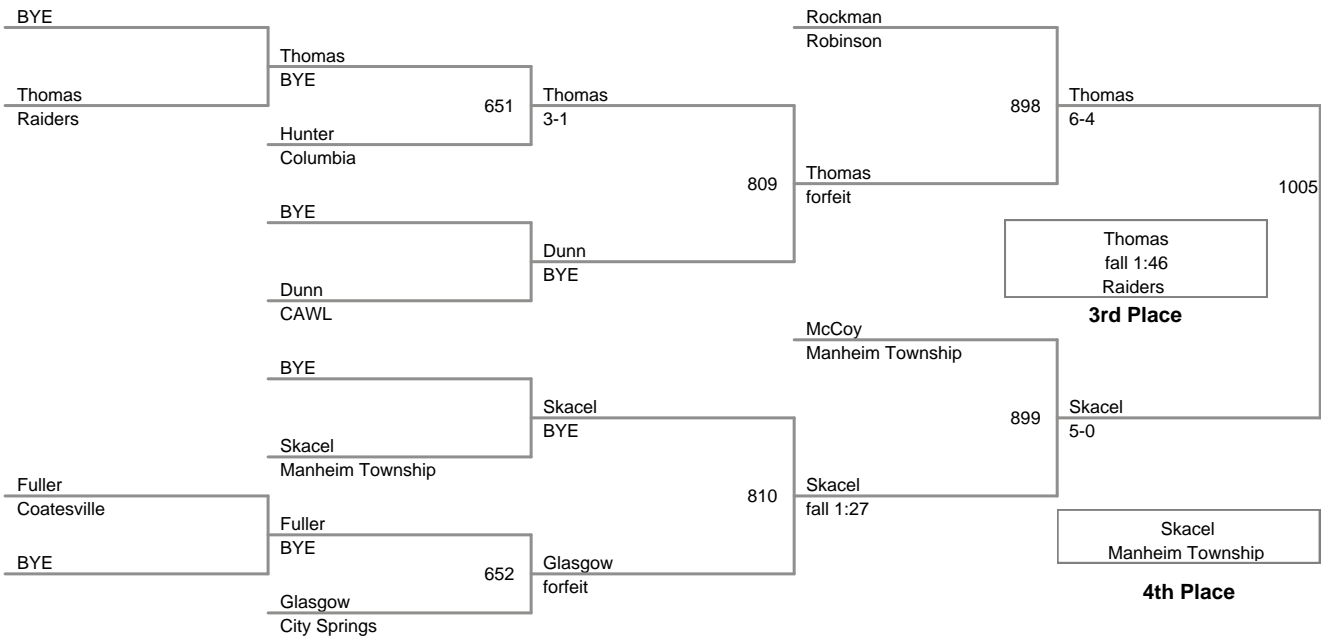 BYE
Rockman
Robinson
Thomas
BYE
Thomas
Raiders
651
Thomas
3-1
898
Thomas
6-4
Hunter
Columbia
Thomas
forfeit
809
1005
BYE
Thomas
fall 1:46
Raiders
Dunn
BYE
Dunn
CAWL
3rd Place
McCoy
Manheim Township
BYE
Skacel
BYE
899
Skacel
5-0
Skacel
Manheim Township
Fuller
Coatesville
810
Skacel
fall 1:27
Fuller
BYE
Skacel
Manheim Township
BYE
652
Glasgow
forfeit
4th Place
Glasgow
City Springs